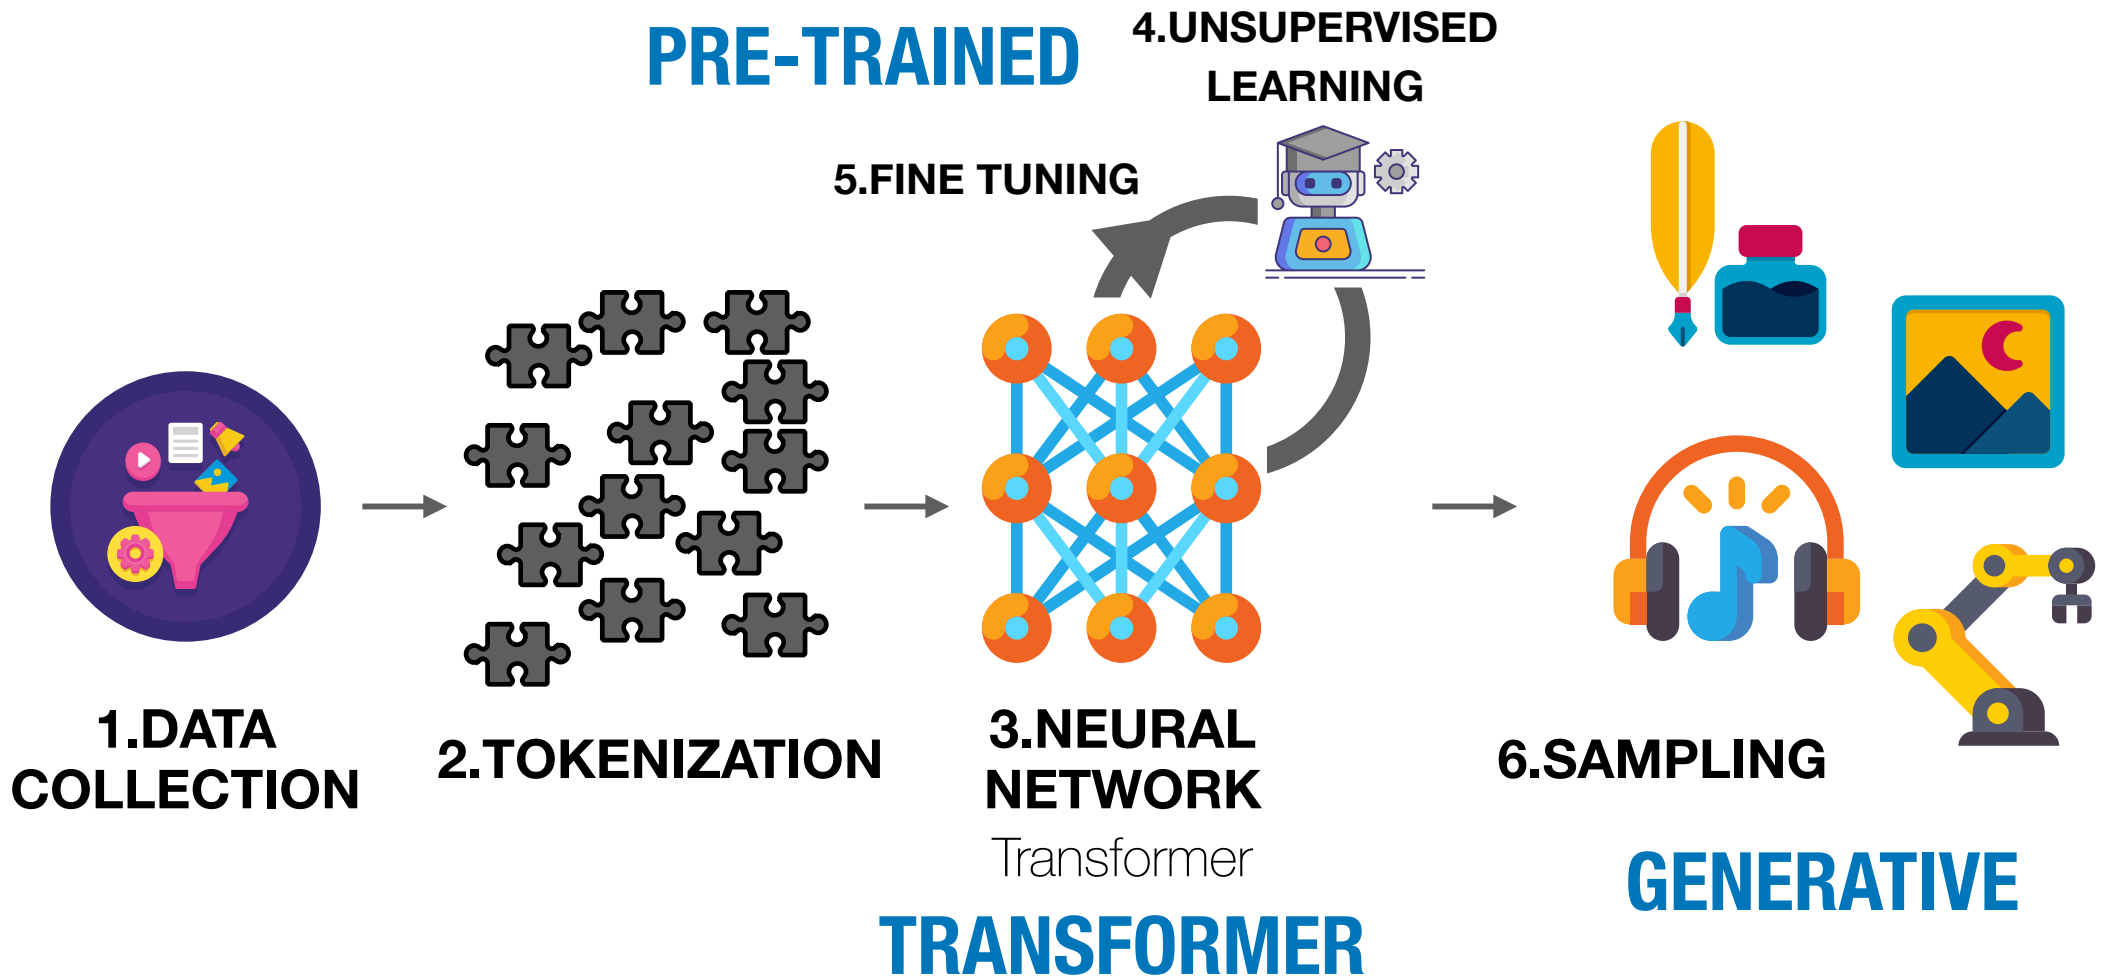 PRE-TRAINED
4.UNSUPERVISED
LEARNING
5.FINE TUNING
1.DATA
COLLECTION
2.TOKENIZATION
3.NEURAL
NETWORK
Transformer
TRANSFORMER
6.SAMPLING
GENERATIVE